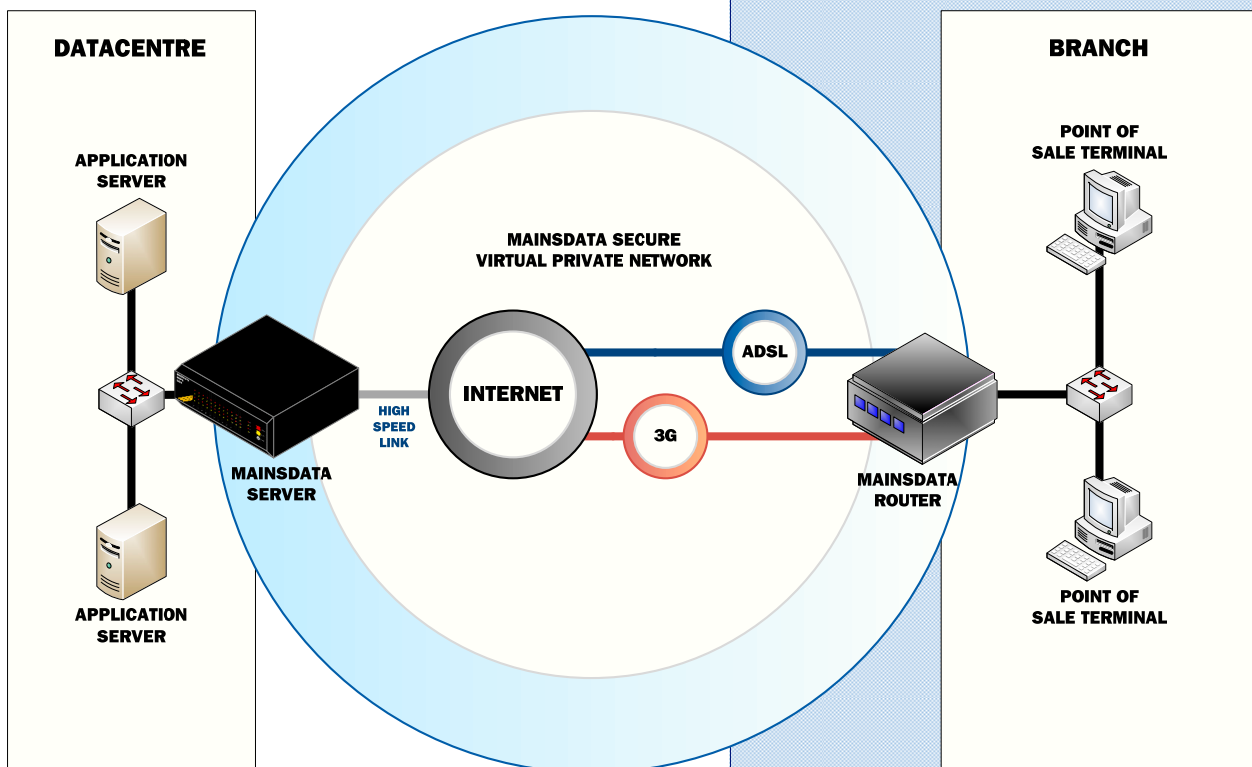 DATACENTRE
BRANCH
APPLICATION
SERVER
POINT OF
SALE TERMINAL
MAINSDATA SECURE
VIRTUAL PRIVATE NETWORK
ADSL
INTERNET
HIGH
SPEED
LINK
3G
MAINSDATA
SERVER
MAINSDATA
ROUTER
APPLICATION
SERVER
POINT OF
SALE TERMINAL